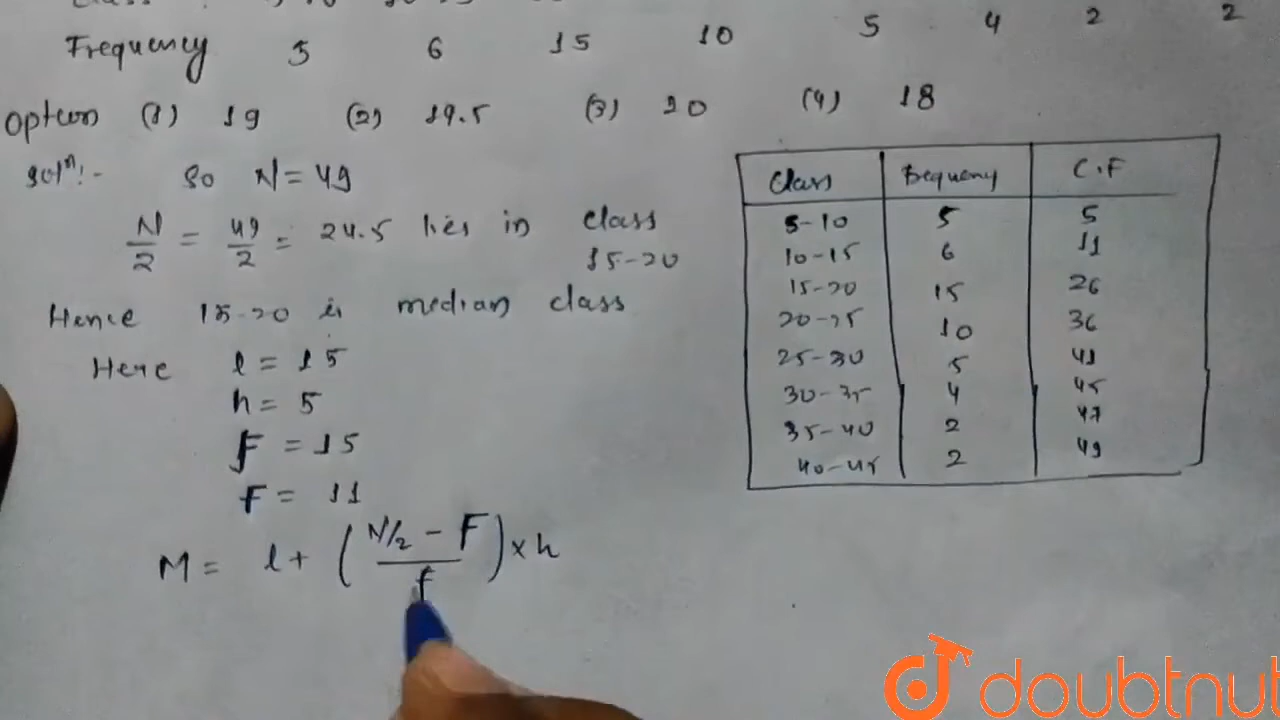 Frequency 5 6 15 10 5 4 2 2
option (1) 19 (2) 19.5 (3) 20 (4) 18
solⁿ:- so N = 49
N/2 = 49/2 = 24.5 lies in class
15-20
Hence 15-20 is median class
Here l = 15
h = 5
f = 15
F = 11
M = l + (N/2 - F / f) × h
Class Frequency C.F
5-10 5 5
10-15 6 11
15-20 15 26
20-25 10 36
25-30 5 41
30-35 4 45
35-40 2 47
40-45 2 49
doubtnut